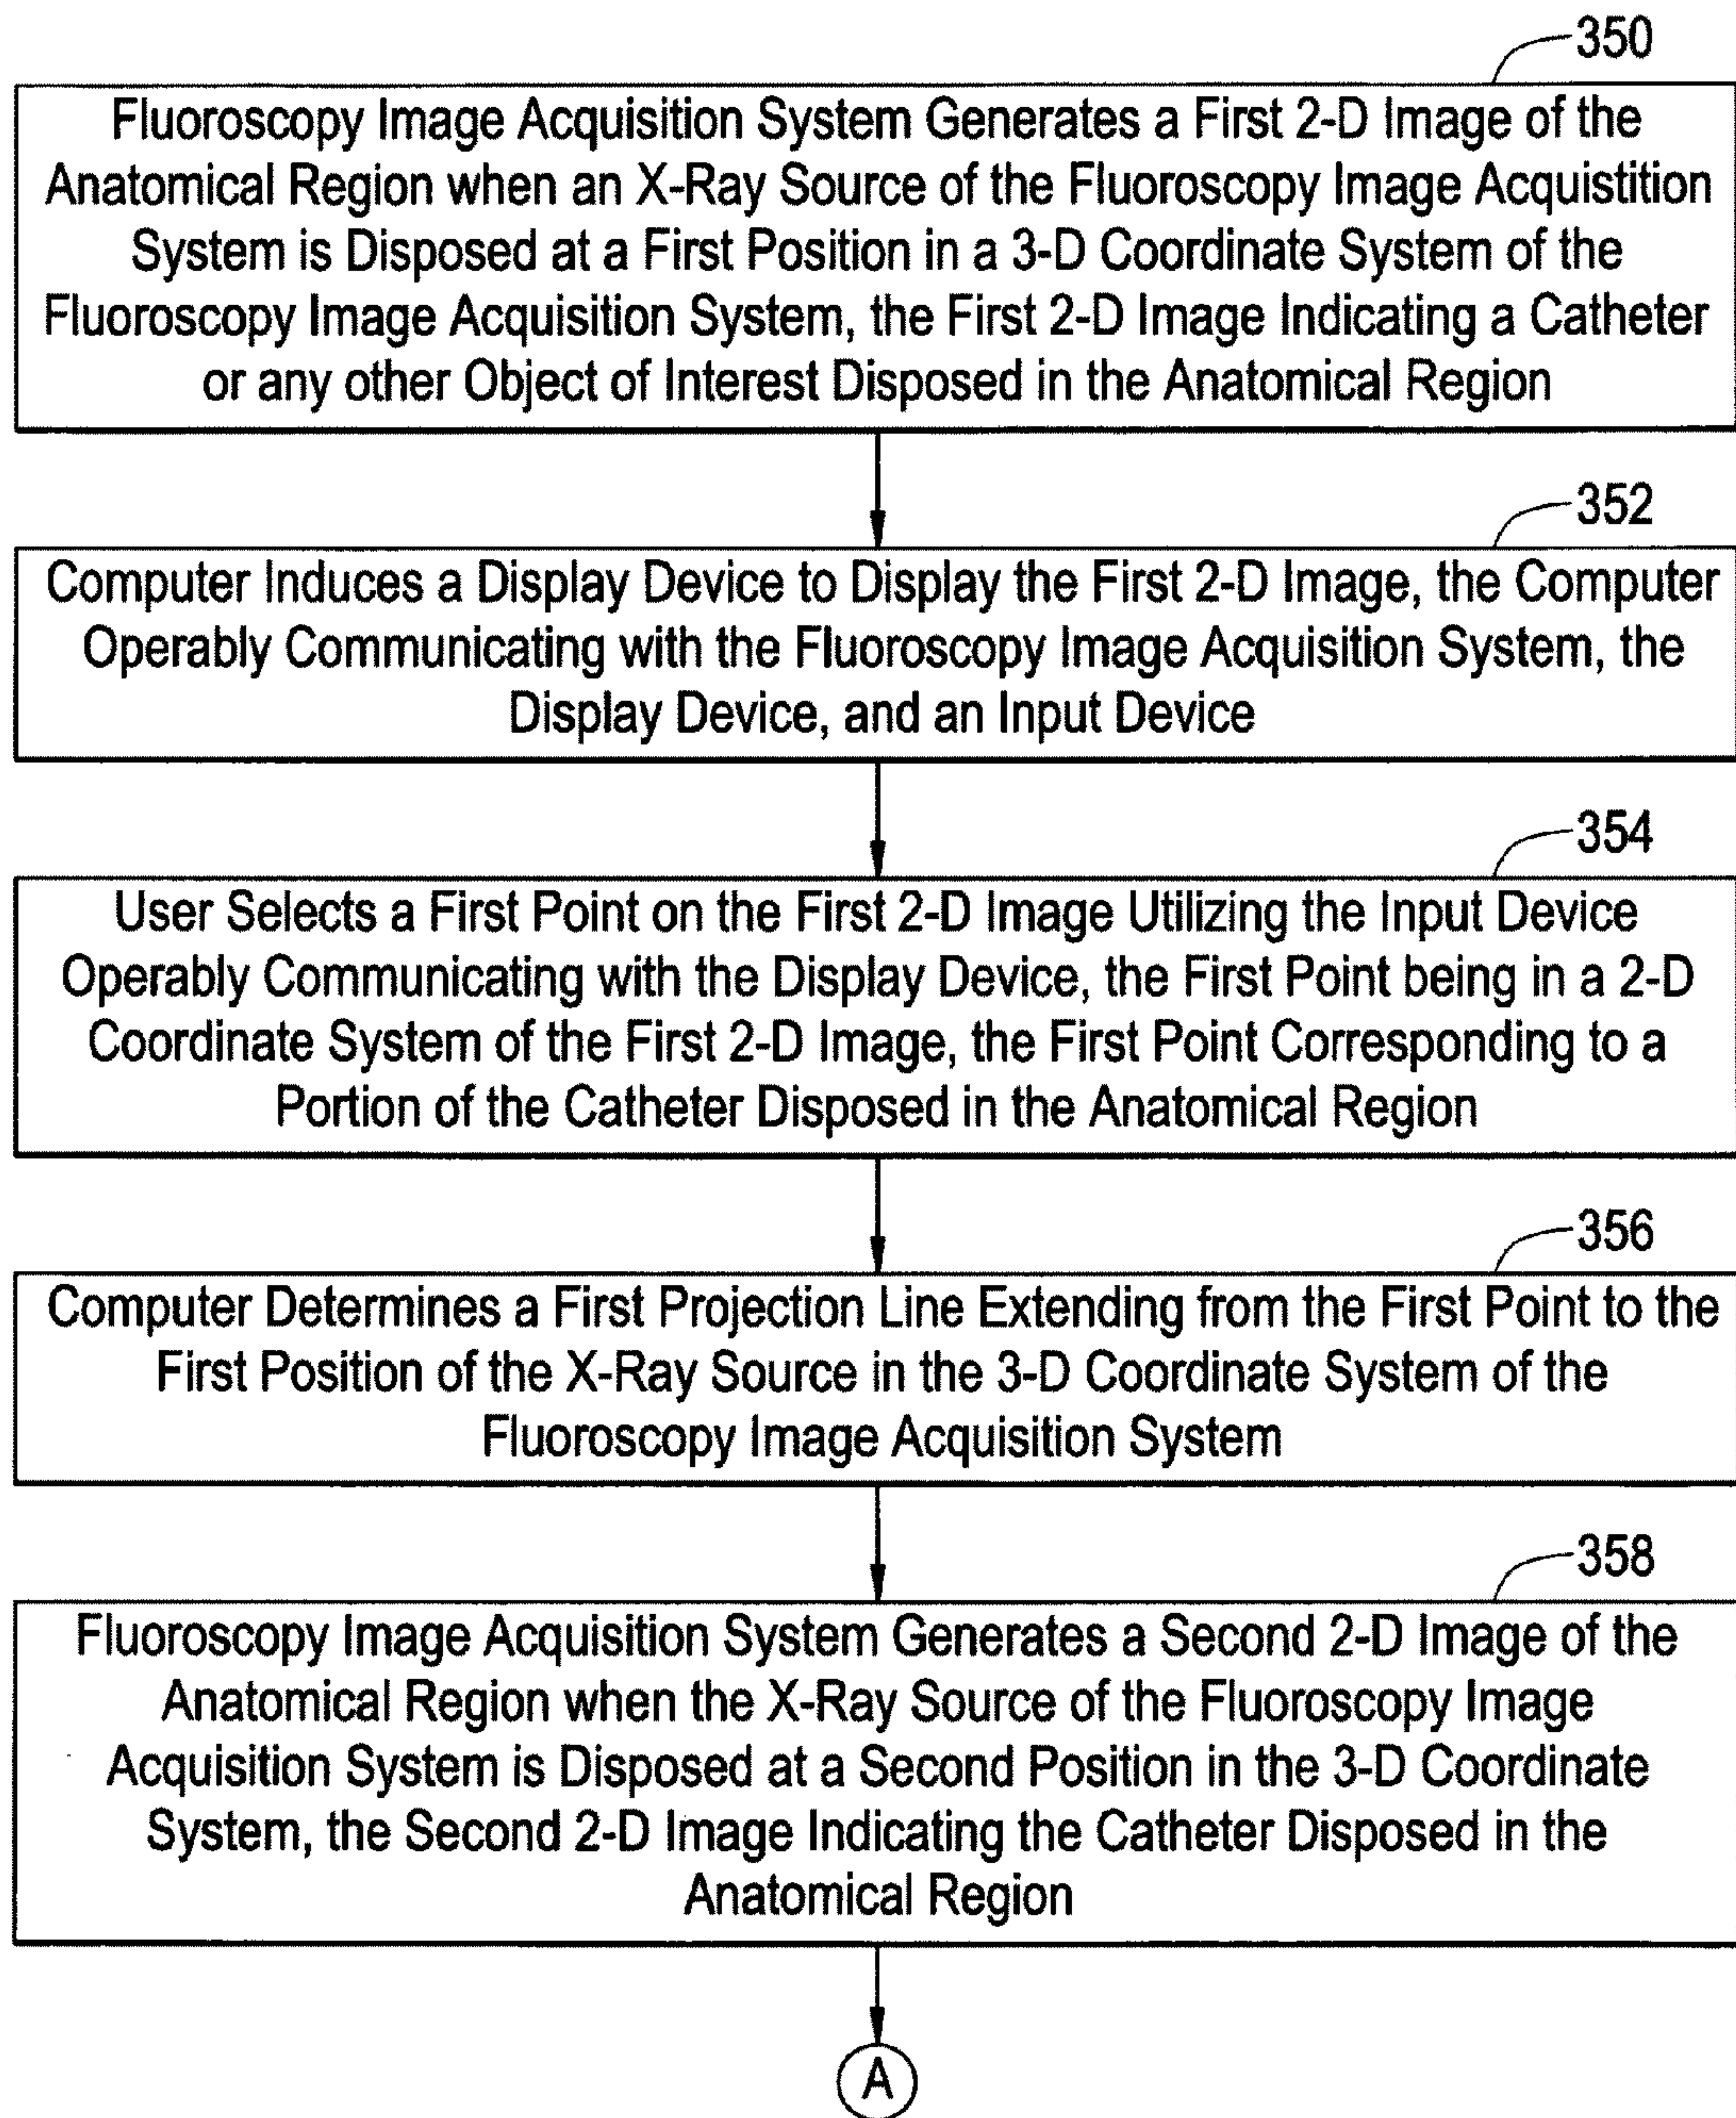 350
Fluoroscopy Image Acquisition System Generates a First 2-D Image of the
Anatomical Region when an X-Ray Source of the Fluoroscopy Image Acquistition
System is Disposed at a First Position in a 3-D Coordinate System of the
Fluoroscopy Image Acquisition System, the First 2-D Image Indicating a Catheter
or any other Object of Interest Disposed in the Anatomical Region
352
Computer Induces a Display Device to Display the First 2-D Image, the Computer
Operably Communicating with the Fluoroscopy Image Acquisition System, the
Display Device, and an Input Device
354
User Selects a First Point on the First 2-D Image Utilizing the Input Device
Operably Communicating with the Display Device, the First Point being in a 2-D
Coordinate System of the First 2-D Image, the First Point Corresponding to a
Portion of the Catheter Disposed in the Anatomical Region
356
Computer Determines a First Projection Line Extending from the First Point to the
First Position of the X-Ray Source in the 3-D Coordinate System of the
Fluoroscopy Image Acquisition System
358
Fluoroscopy Image Acquisition System Generates a Second 2-D Image of the
Anatomical Region when the X-Ray Source of the Fluoroscopy Image
Acquisition System is Disposed at a Second Position in the 3-D Coordinate
System, the Second 2-D Image Indicating the Catheter Disposed in the
Anatomical Region
A